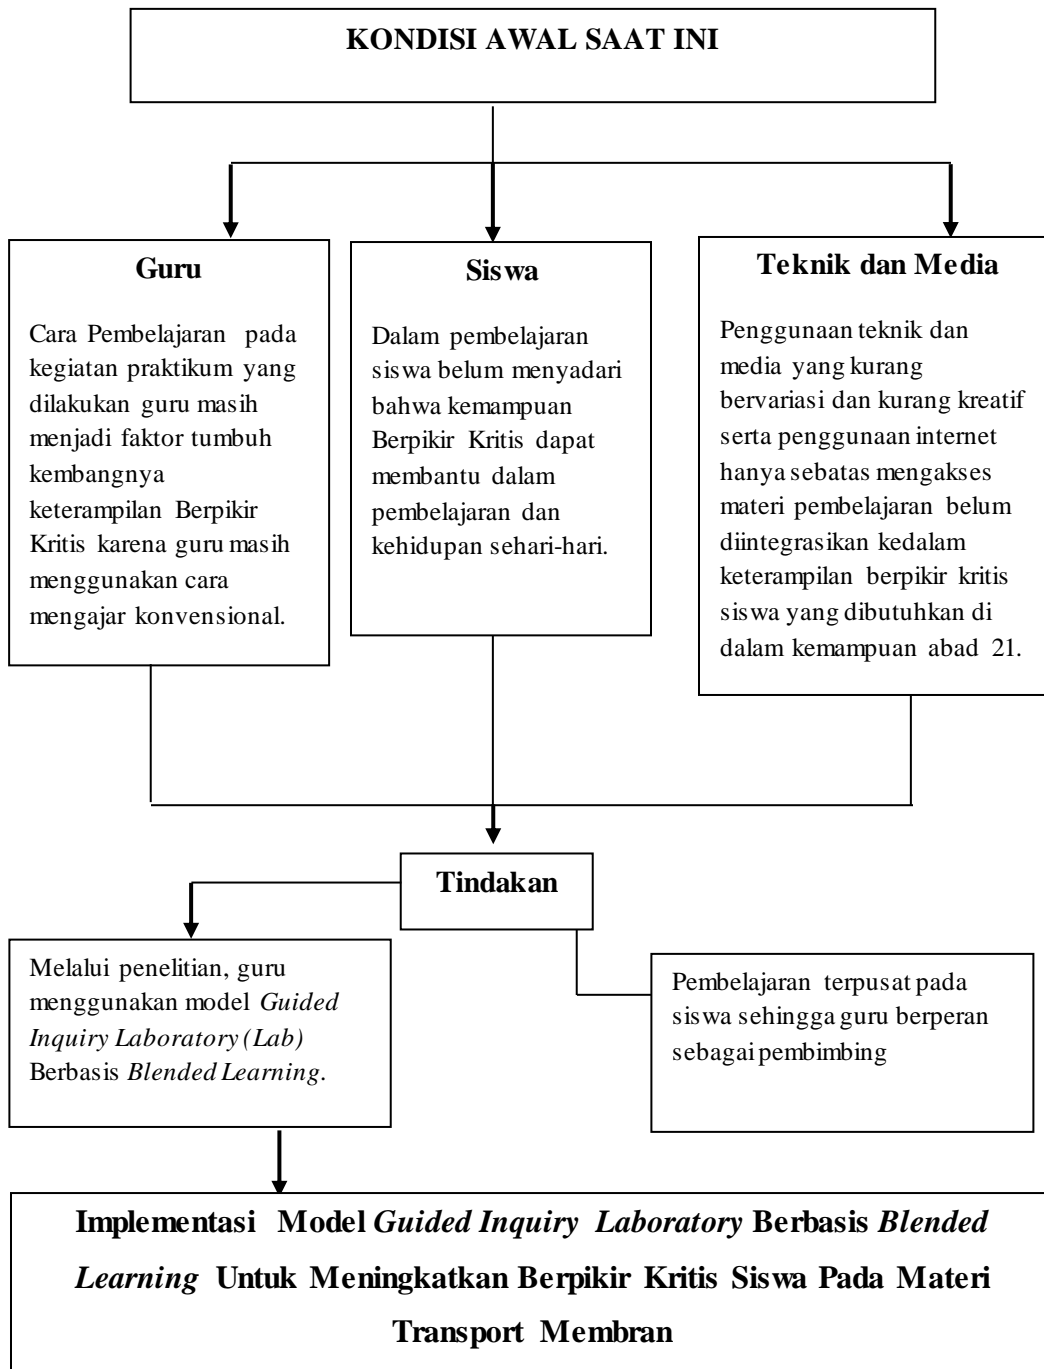 KONDISI AWAL SAAT INI
Guru
Cara Pembelajaran pada
kegiatan praktikum yang
dilakukan guru masih
menjadi faktor tumbuh
kembangnya
keterampilan Berpikir
Kritis karena guru masih
menggunakan cara
mengajar konvensional.
Siswa
Dalam pembelajaran
siswa belum menyadari
bahwa kemampuan
Berpikir Kritis dapat
membantu dalam
pembelajaran dan
kehidupan sehari-hari.
Teknik dan Media
Penggunaan teknik dan
media yang kurang
bervariasi dan kurang kreatif
serta penggunaan internet
hanya sebatas mengakses
materi pembelajaran belum
diintegrasikan kedalam
keterampilan berpikir kritis
siswa yang dibutuhkan di
dalam kemampuan abad 21.
Tindakan
Melalui penelitian, guru
menggunakan model Guided
Inquiry Laboratory (Lab)
Berbasis Blended Learning.
Pembelajaran terpusat pada
siswa sehingga guru berperan
sebagai pembimbing
Implementasi Model Guided Inquiry Laboratory Berbasis Blended
Learning Untuk Meningkatkan Berpikir Kritis Siswa Pada Materi
Transport Membran